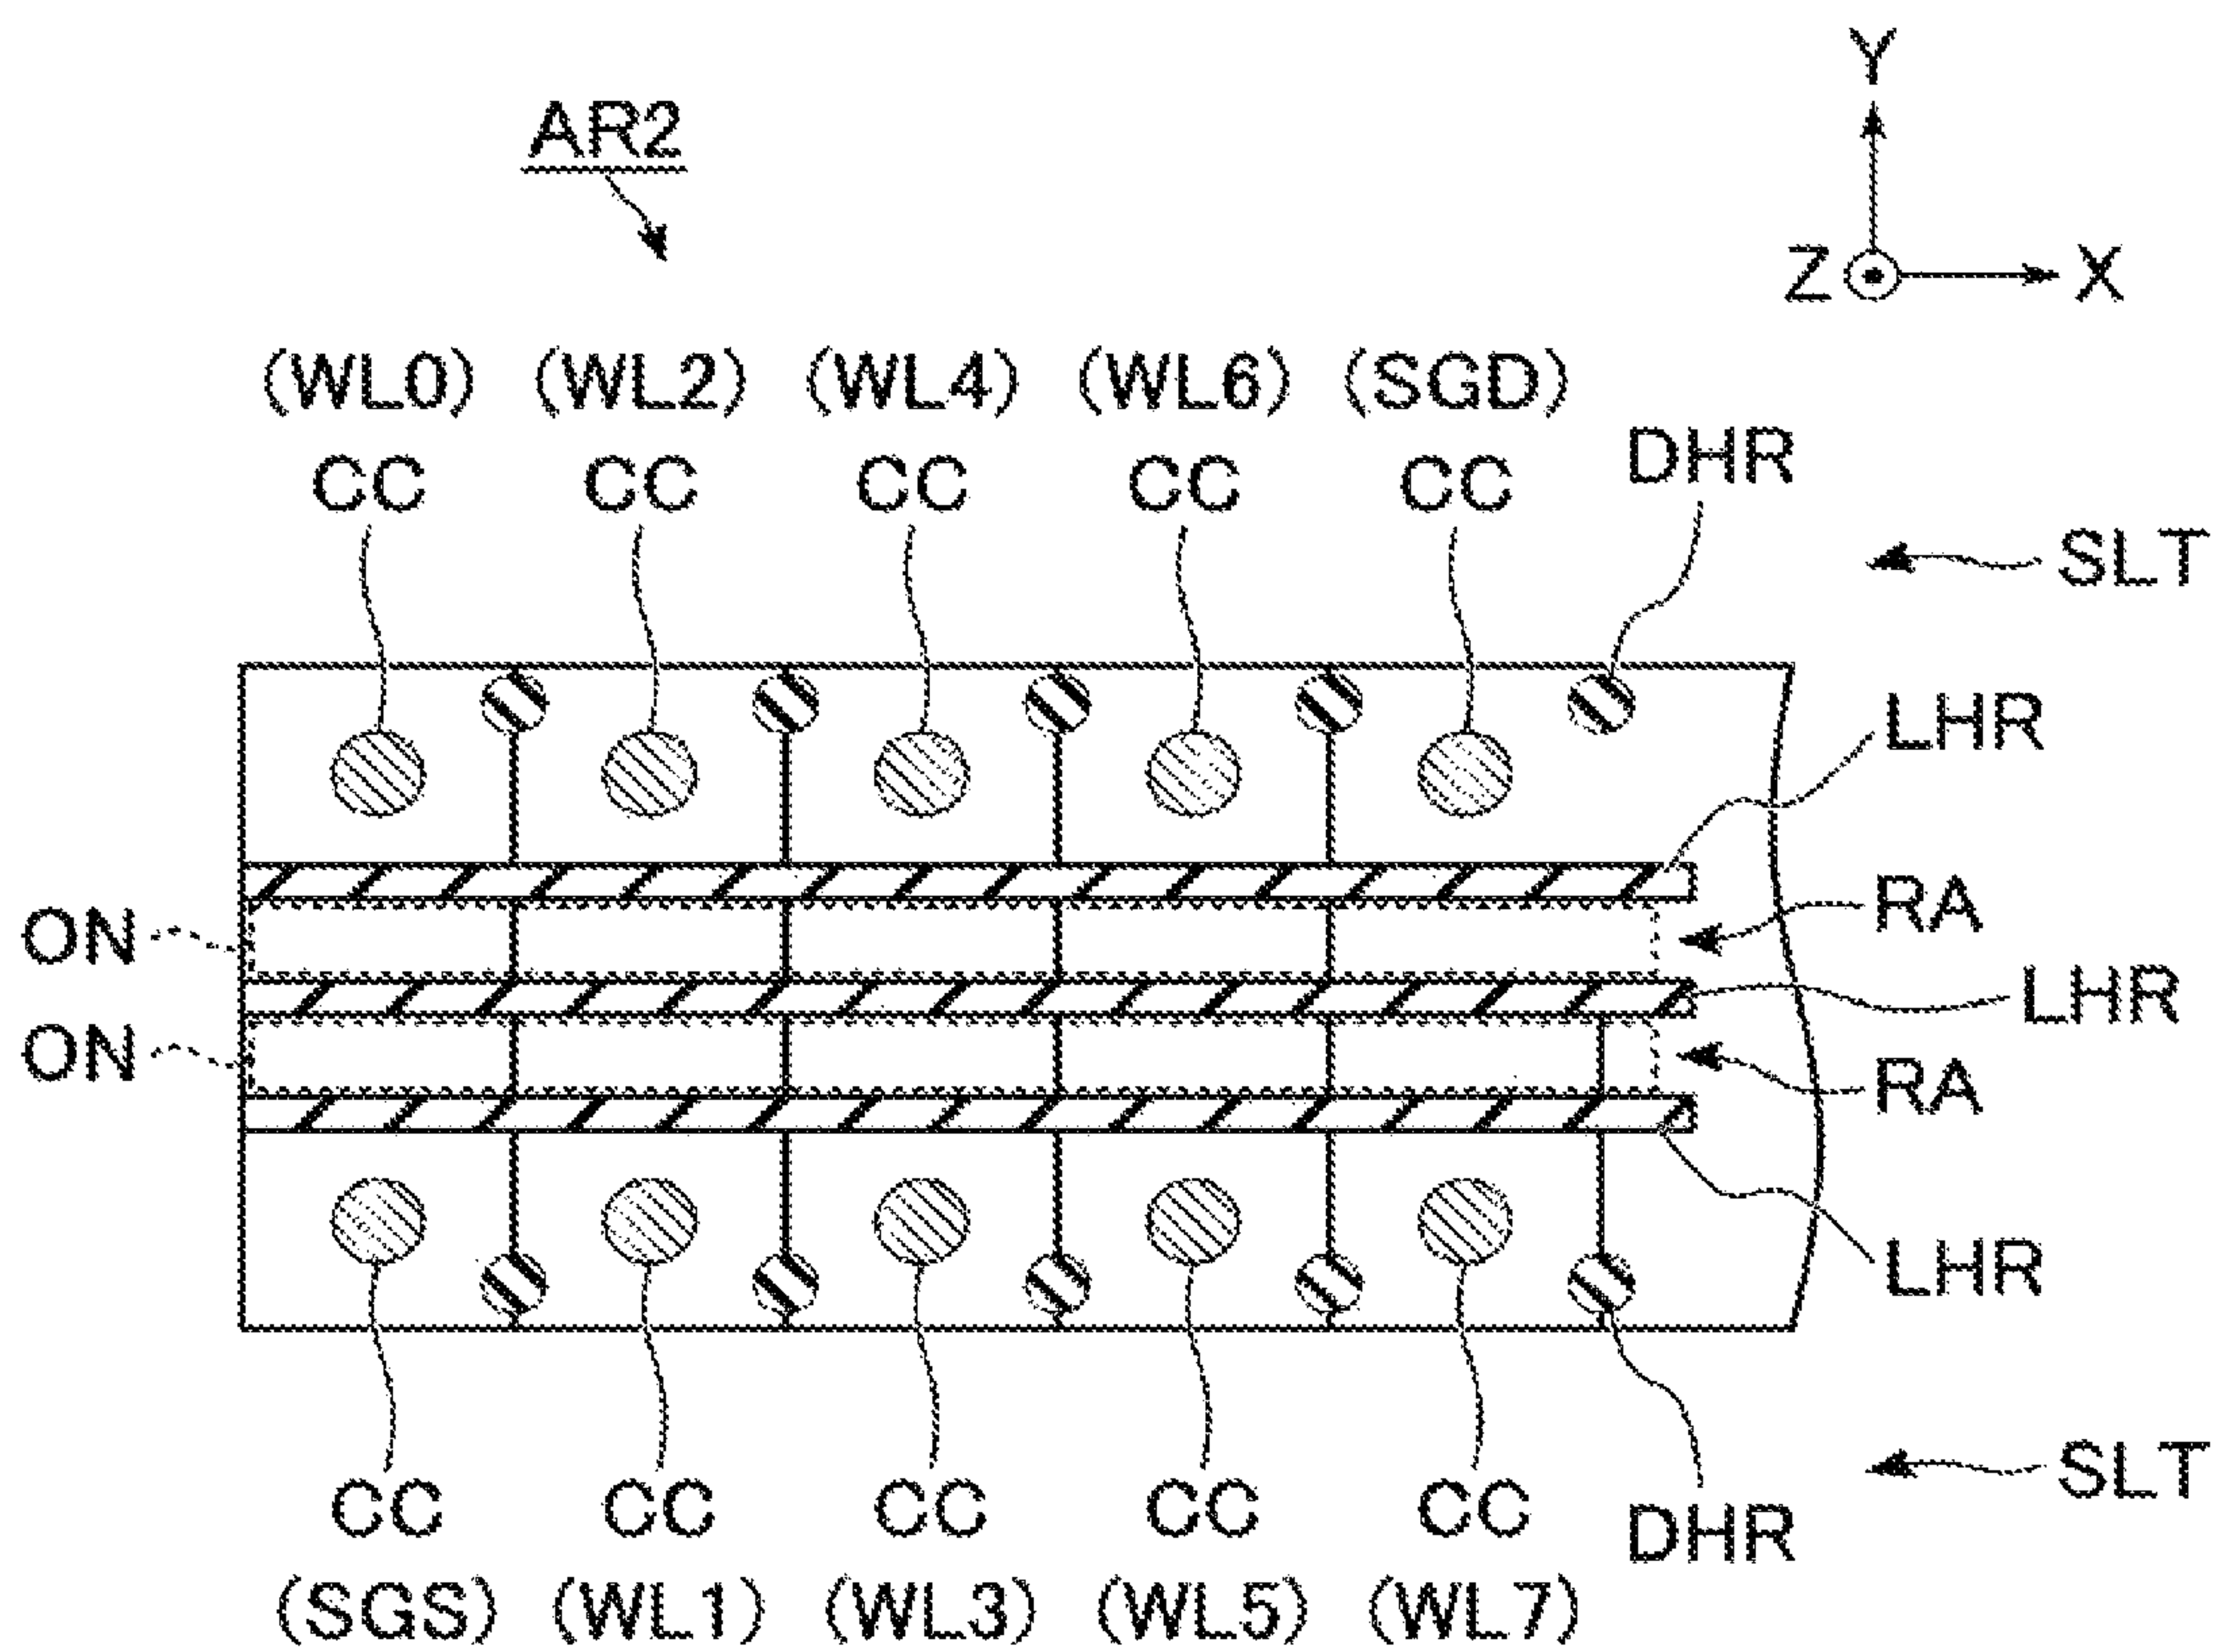 Y
AR2
Z X
(WL0) (WL2) (WL4) (WL6) (SGD)
CC CC CC CC CC DHR
SLT
LHR
RA
ON
LHR
ON
RA
LHR
SLT
CC CC CC CC CC DHR
(SGS) (WL1) (WL3) (WL5) (WL7)